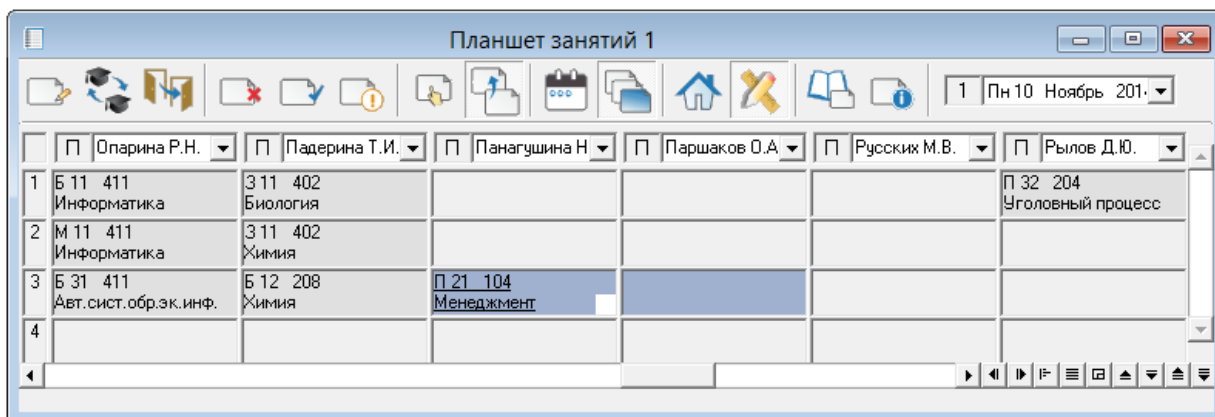 Планшет занятий 1
1 Пн 10 Ноябрь 201
П Опарина Р.Н. П Падерина Т.И. П Панагушина Н П Паршаков О.А П Русских М.В. П Рылов Д.Ю.
1 Б 11 411 З 11 402 П 32 204
Информатика Биология Уголовный процесс
2 М 11 411 З 11 402
Информатика Химия
3 Б 31 411 Б 12 208 П 21 104
Авт.сист.обр.эк.инф. Химия Менеджмент
4